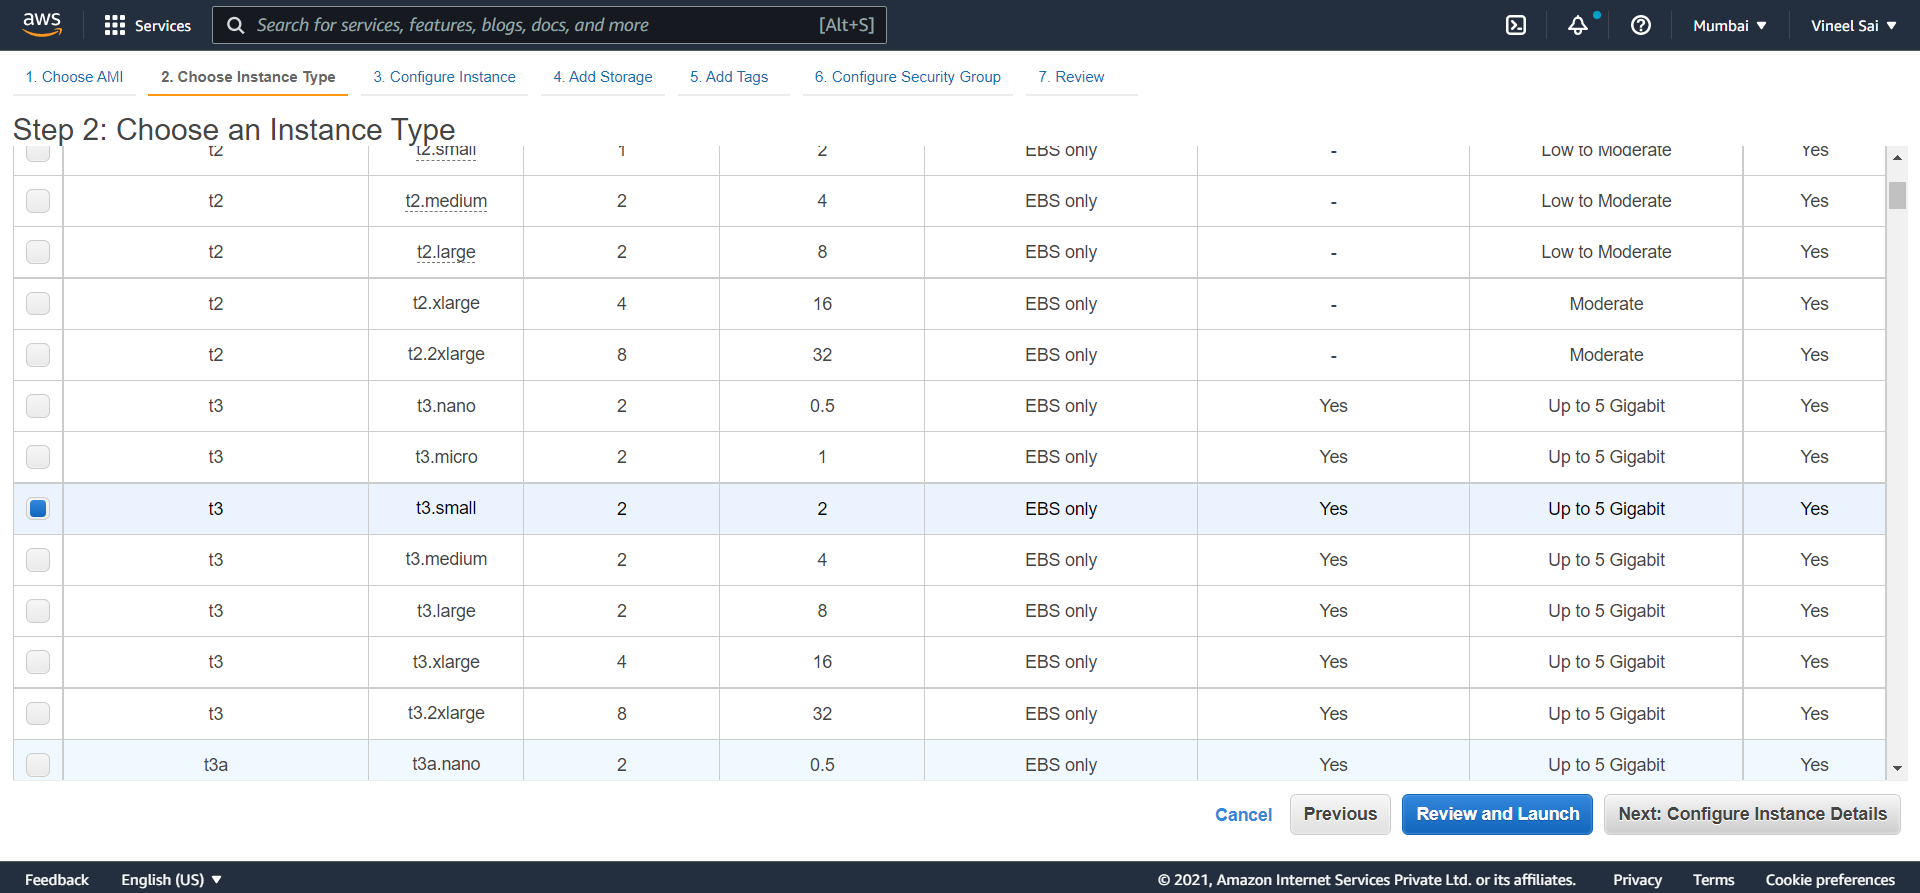 aws Services Search for services, features, blogs, docs, and more [Alt+S] Mumbai ▼ Vineel Sai ▼
1. Choose AMI 2. Choose Instance Type 3. Configure Instance 4. Add Storage 5. Add Tags 6. Configure Security Group 7. Review
Step 2: Choose an Instance Type
t2 t2.small 1 2 EBS only - Low to Moderate Yes
t2 t2.medium 2 4 EBS only - Low to Moderate Yes
t2 t2.large 2 8 EBS only - Low to Moderate Yes
t2 t2.xlarge 4 16 EBS only - Moderate Yes
t2 t2.2xlarge 8 32 EBS only - Moderate Yes
t3 t3.nano 2 0.5 EBS only Yes Up to 5 Gigabit Yes
t3 t3.micro 2 1 EBS only Yes Up to 5 Gigabit Yes
t3 t3.small 2 2 EBS only Yes Up to 5 Gigabit Yes
t3 t3.medium 2 4 EBS only Yes Up to 5 Gigabit Yes
t3 t3.large 2 8 EBS only Yes Up to 5 Gigabit Yes
t3 t3.xlarge 4 16 EBS only Yes Up to 5 Gigabit Yes
t3 t3.2xlarge 8 32 EBS only Yes Up to 5 Gigabit Yes
t3a t3a.nano 2 0.5 EBS only Yes Up to 5 Gigabit Yes
Cancel Previous Review and Launch Next: Configure Instance Details
Feedback English (US) ▼ © 2021, Amazon Internet Services Private Ltd. or its affiliates. Privacy Terms Cookie preferences